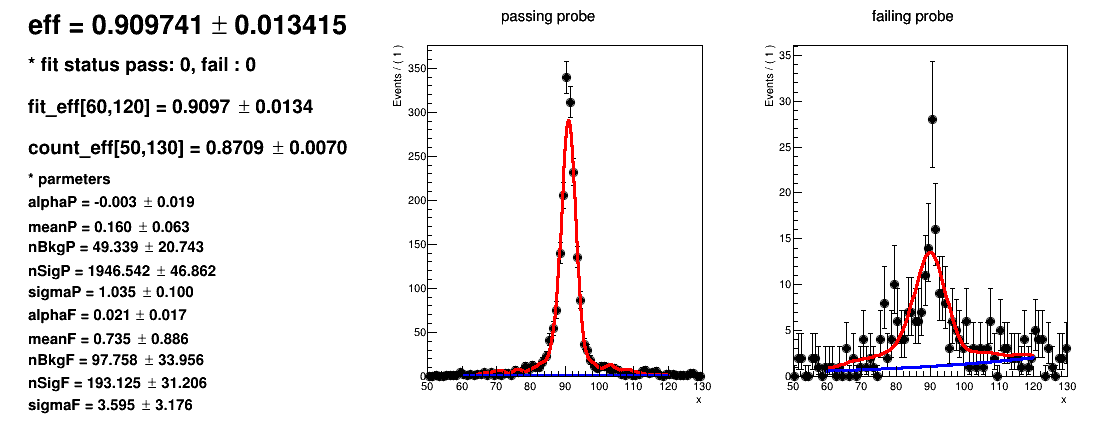 eff = 0.909741 ± 0.013415
* fit status pass: 0, fail : 0
fit_eff[60,120] = 0.9097 ± 0.0134
count_eff[50,130] = 0.8709 ± 0.0070
* parmeters
alphaP = -0.003 ± 0.019
meanP = 0.160 ± 0.063
nBkgP = 49.339 ± 20.743
nSigP = 1946.542 ± 46.862
sigmaP = 1.035 ± 0.100
alphaF = 0.021 ± 0.017
meanF = 0.735 ± 0.886
nBkgF = 97.758 ± 33.956
nSigF = 193.125 ± 31.206
sigmaF = 3.595 ± 3.176
passing probe
Events / ( 1 )
350
300
250
200
150
100
50
0
50 60 70 80 90 100 110 120 130
x
failing probe
Events / ( 1 )
35
30
25
20
15
10
5
0
50 60 70 80 90 100 110 120 130
x